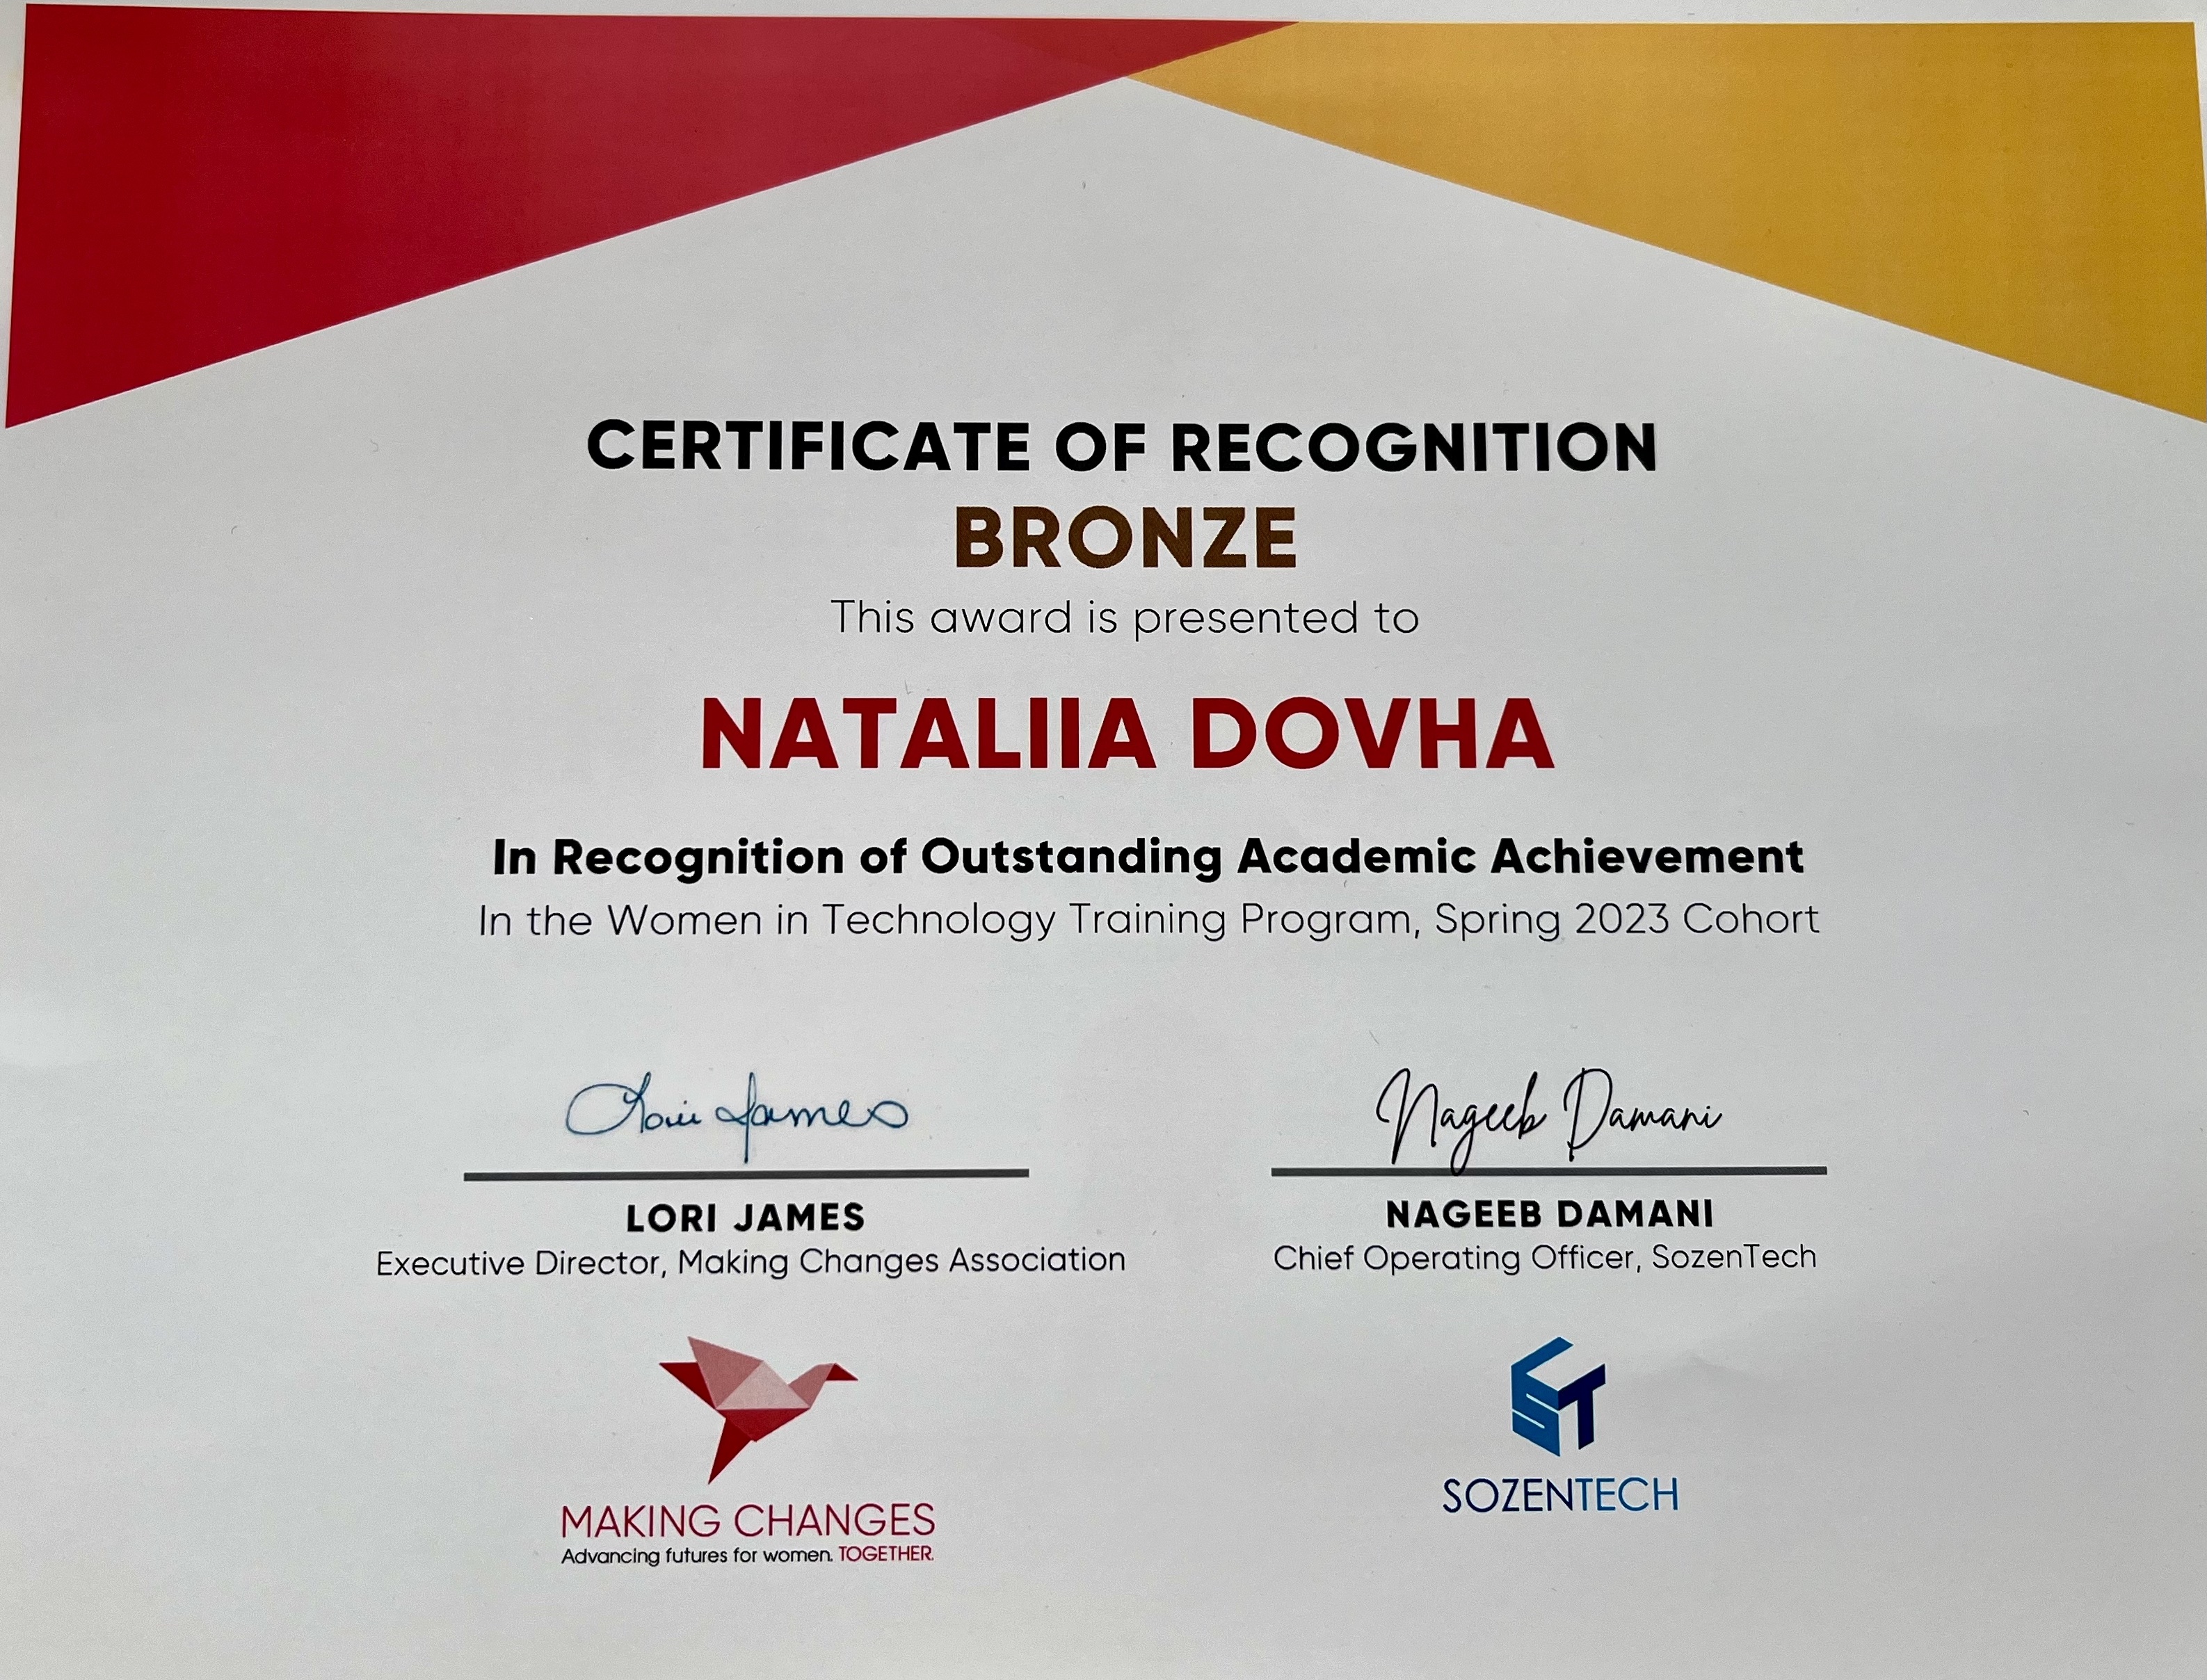 CERTIFICATE OF RECOGNITION
BRONZE
This award is presented to
NATALIIA DOVHA
In Recognition of Outstanding Academic Achievement
In the Women in Technology Training Program, Spring 2023 Cohort
Lori James
Nageeb Damani
LORI JAMES
Executive Director, Making Changes Association
NAGEEB DAMANI
Chief Operating Officer, SozenTech
MAKING CHANGES
Advancing futures for women. TOGETHER.
ST
SOZENTECH